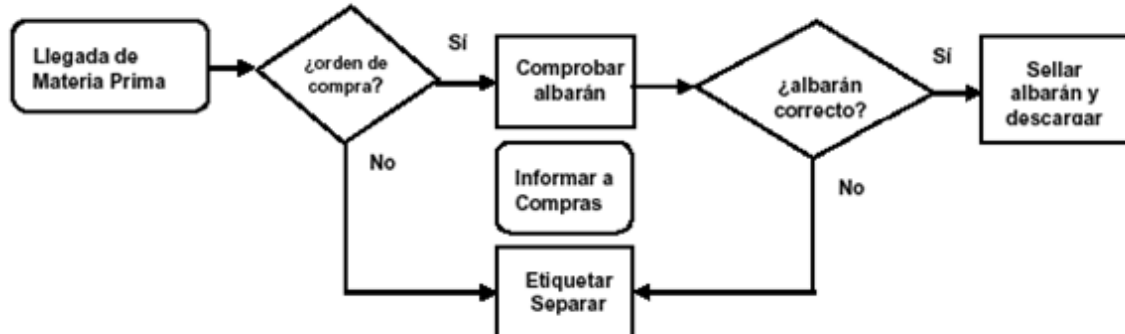 Llegada de
Materia Prima
¿orden de
compra?
Sí
Comprobar
albarán
¿albarán
correcto?
Sí
Sellar
albarán y
descargar
No
Informar a
Compras
No
Etiquetar
Separar